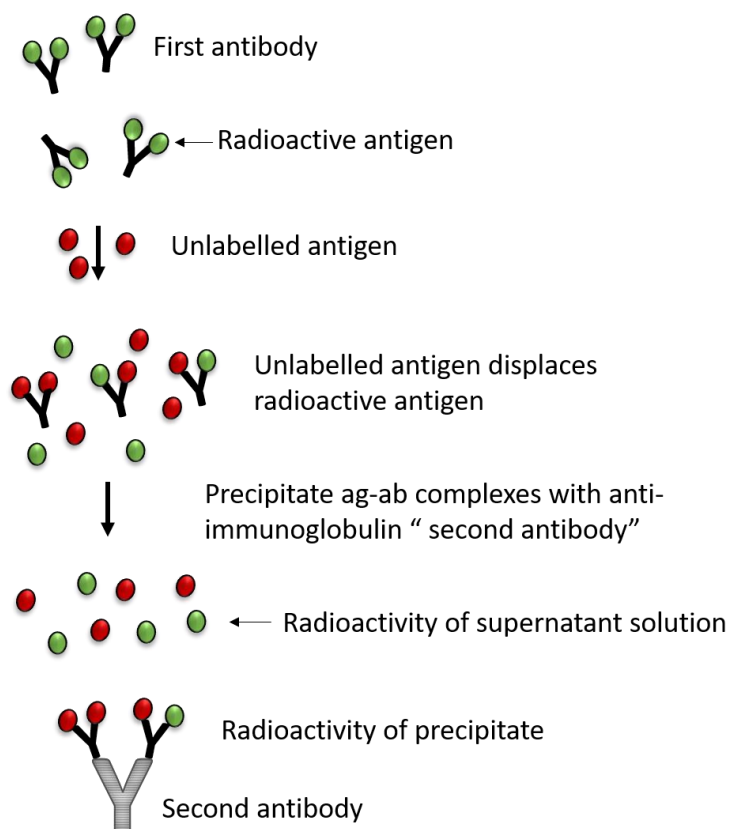 First antibody
Radioactive antigen
Unlabelled antigen
Unlabelled antigen displaces
radioactive antigen
Precipitate ag-ab complexes with anti-
immunoglobulin “ second antibody”
Radioactivity of supernatant solution
Radioactivity of precipitate
Second antibody